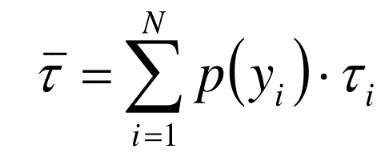 τ̄ = ∑_{i=1}^{N} p(y_i) · τ_i